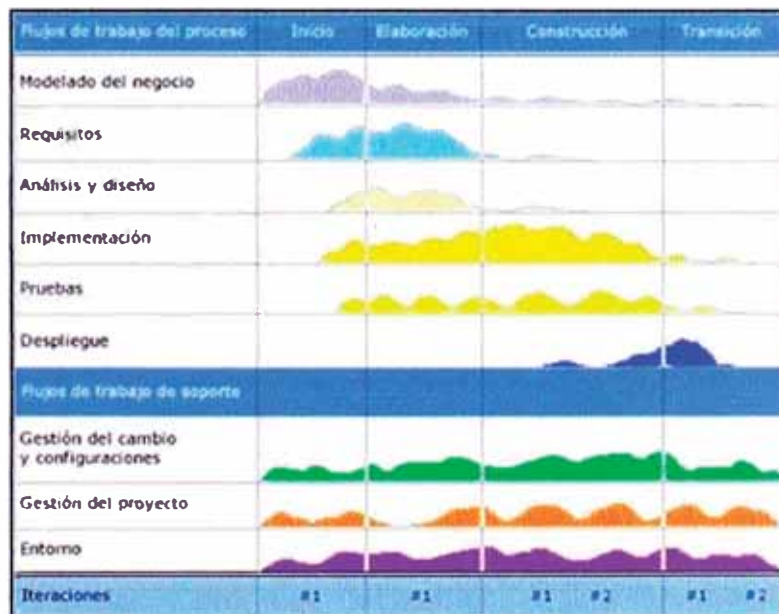 Flujos de trabajo del proceso Inicio Elaboración Construcción Transición
Modelado del negocio
Requisitos
Análisis y diseño
Implementación
Pruebas
Despliegue
Flujos de trabajo de soporte
Gestión del cambio
y configuraciones
Gestión del proyecto
Entorno
Iteraciones #1 #1 #1 #2 #1 #2